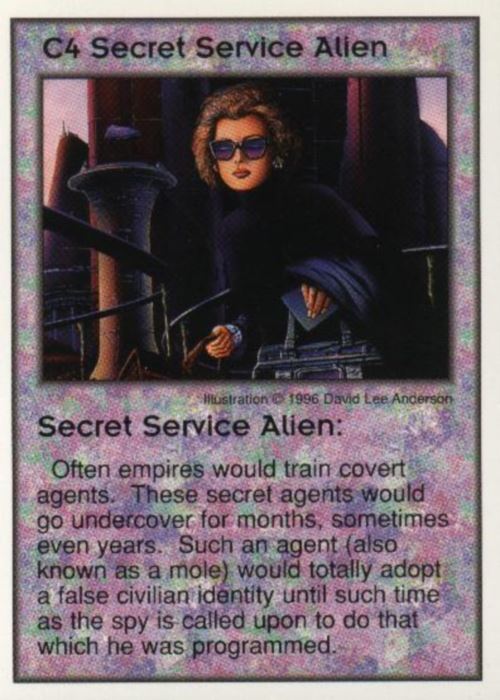 C4 Secret Service Alien
Illustration © 1996 David Lee Anderson
Secret Service Alien:
Often empires would train covert
agents. These secret agents would
go undercover for months, sometimes
even years. Such an agent (also
known as a mole) would totally adopt
a false civilian identity until such time
as the spy is called upon to do that
which he was programmed.